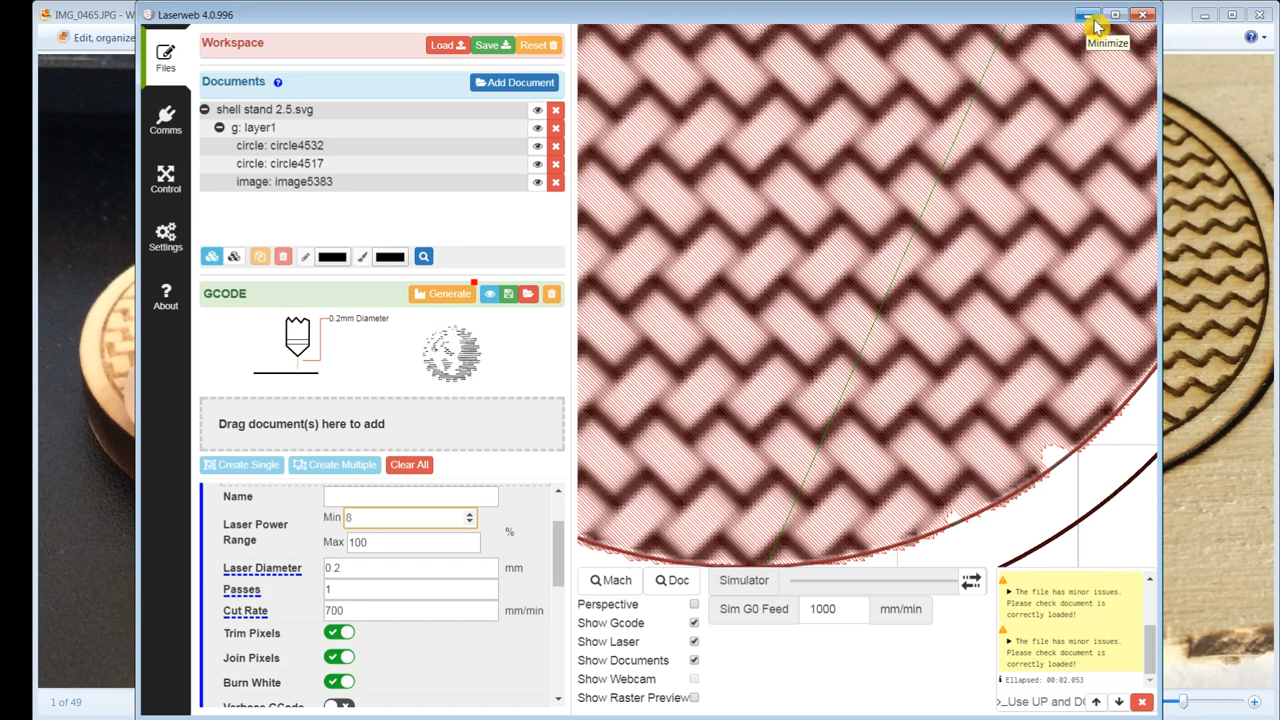 IMG_0465.JPG - W
Laserweb 4.0.996
Edit, organize
Minimize
Files
Comms
Control
Settings
About
Workspace
Load
Save
Reset
Documents
Add Document
shell stand 2.5.svg
g: layer1
circle: circle4532
circle: circle4517
image: image5383
GCODE
Generate
0.2mm Diameter
Drag document(s) here to add
Create Single
Create Multiple
Clear All
Name
Laser Power Range
Min 8
Max 100
%
Laser Diameter 0.2 mm
Passes 1
Cut Rate 700 mm/min
Trim Pixels
Join Pixels
Burn White
Verbose GCode
Mach
Doc
Simulator
Perspective
Show Gcode
Show Laser
Show Documents
Show Webcam
Show Raster Preview
Sim G0 Feed 1000 mm/min
The file has minor issues.
Please check document is
correctly loaded!
The file has minor issues.
Please check document is
correctly loaded!
Ellapsed: 00:02.053
>_Use UP and DO
1 of 49